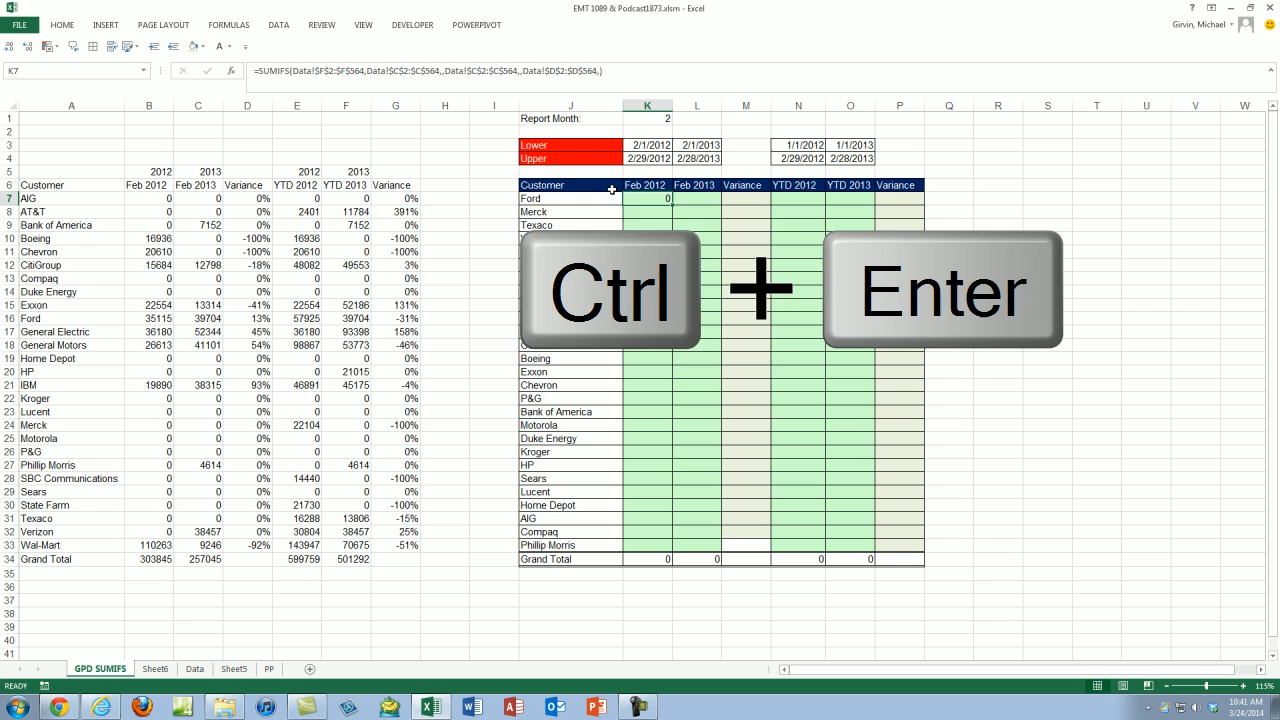 EMT 1089 & Podcast1873.xlsm - Excel
FILE HOME INSERT PAGE LAYOUT FORMULAS DATA REVIEW VIEW DEVELOPER POWERPIVOT Girvin, Michael
K7 fx =SUMIFS(Data!$F$2:$F$564,Data!$C$2:$C$564,,Data!$C$2:$C$564,,Data!$D$2:$D$564,)
A B C D E F G H I J K L M N O P Q R S T U V W
1 Report Month: 2
2
3 Lower 2/1/2012 2/1/2013 1/1/2012 1/1/2013
4 Upper 2/29/2012 2/28/2013 2/29/2012 2/28/2013
5 2012 2013 2012 2013
6 Customer Feb 2012 Feb 2013 Variance YTD 2012 YTD 2013 Variance Customer Feb 2012 Feb 2013 Variance YTD 2012 YTD 2013 Variance
7 AIG 0 0 0% 0 0 0% Ford 0
8 AT&T 0 0 0% 2401 11784 391% Merck
9 Bank of America 0 7152 0% 0 7152 0% Texaco
10 Boeing 16936 0 -100% 16936 0 -100%
11 Chevron 20610 0 -100% 20610 0 -100%
12 CitiGroup 15684 12798 -18% 48082 49553 3%
13 Compaq 0 0 0% 0 0 0%
14 Duke Energy 0 0 0% 0 0 0%
Ctrl + Enter
15 Exxon 22554 13314 -41% 22554 52186 131%
16 Ford 35115 39704 13% 57925 39704 -31%
17 General Electric 36180 52344 45% 36180 93398 158%
18 General Motors 26613 41101 54% 98867 53773 -46%
19 Home Depot 0 0 0% 0 0 0% Boeing
20 HP 0 0 0% 0 21015 0% Exxon
21 IBM 19890 38315 93% 46891 45175 -4% Chevron
22 Kroger 0 0 0% 0 0 0% P&G
23 Lucent 0 0 0% 0 0 0% Bank of America
24 Merck 0 0 0% 22104 0 -100% Motorola
25 Motorola 0 0 0% 0 0 0% Duke Energy
26 P&G 0 0 0% 0 0 0% Kroger
27 Phillip Morris 0 4614 0% 0 4614 0% HP
28 SBC Communications 0 0 0% 14440 0 -100% Sears
29 Sears 0 0 0% 0 0 0% Lucent
30 State Farm 0 0 0% 21730 0 -100% Home Depot
31 Texaco 0 0 0% 16288 13806 -15% AIG
32 Verizon 0 38457 0% 30804 38457 25% Compaq
33 Wal-Mart 110263 9246 -92% 143947 70675 -51% Phillip Morris
34 Grand Total 303845 257045 599759 501292 Grand Total 0 0 0 0
35
36
37
38
39
40
41
GPD SUMIFS Sheet6 Data Sheet5 PP
READY 115%
10:41 AM
3/24/2014